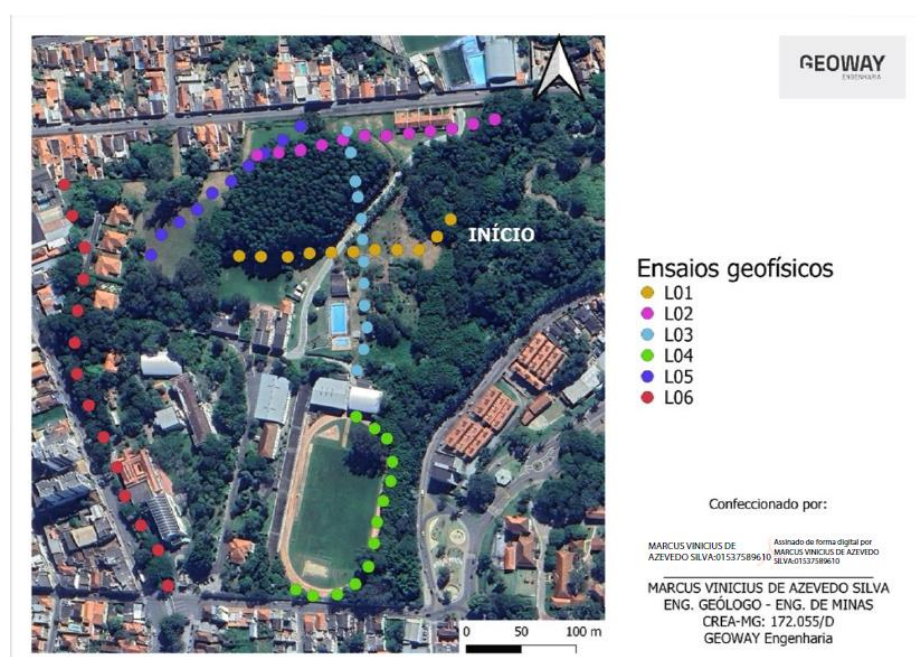 GEOWAY
ENGENHARIA
INÍCIO
Ensaios geofísicos
L01
L02
L03
L04
L05
L06
Confeccionado por:
MARCUS VINICIUS DE
AZEVEDO SILVA:01537589610
Assinado de forma digital por
MARCUS VINICIUS DE AZEVEDO
SILVA:01537589610
MARCUS VINICIUS DE AZEVEDO SILVA
ENG. GEÓLOGO - ENG. DE MINAS
CREA-MG: 172.055/D
GEOWAY Engenharia
0 50 100 m